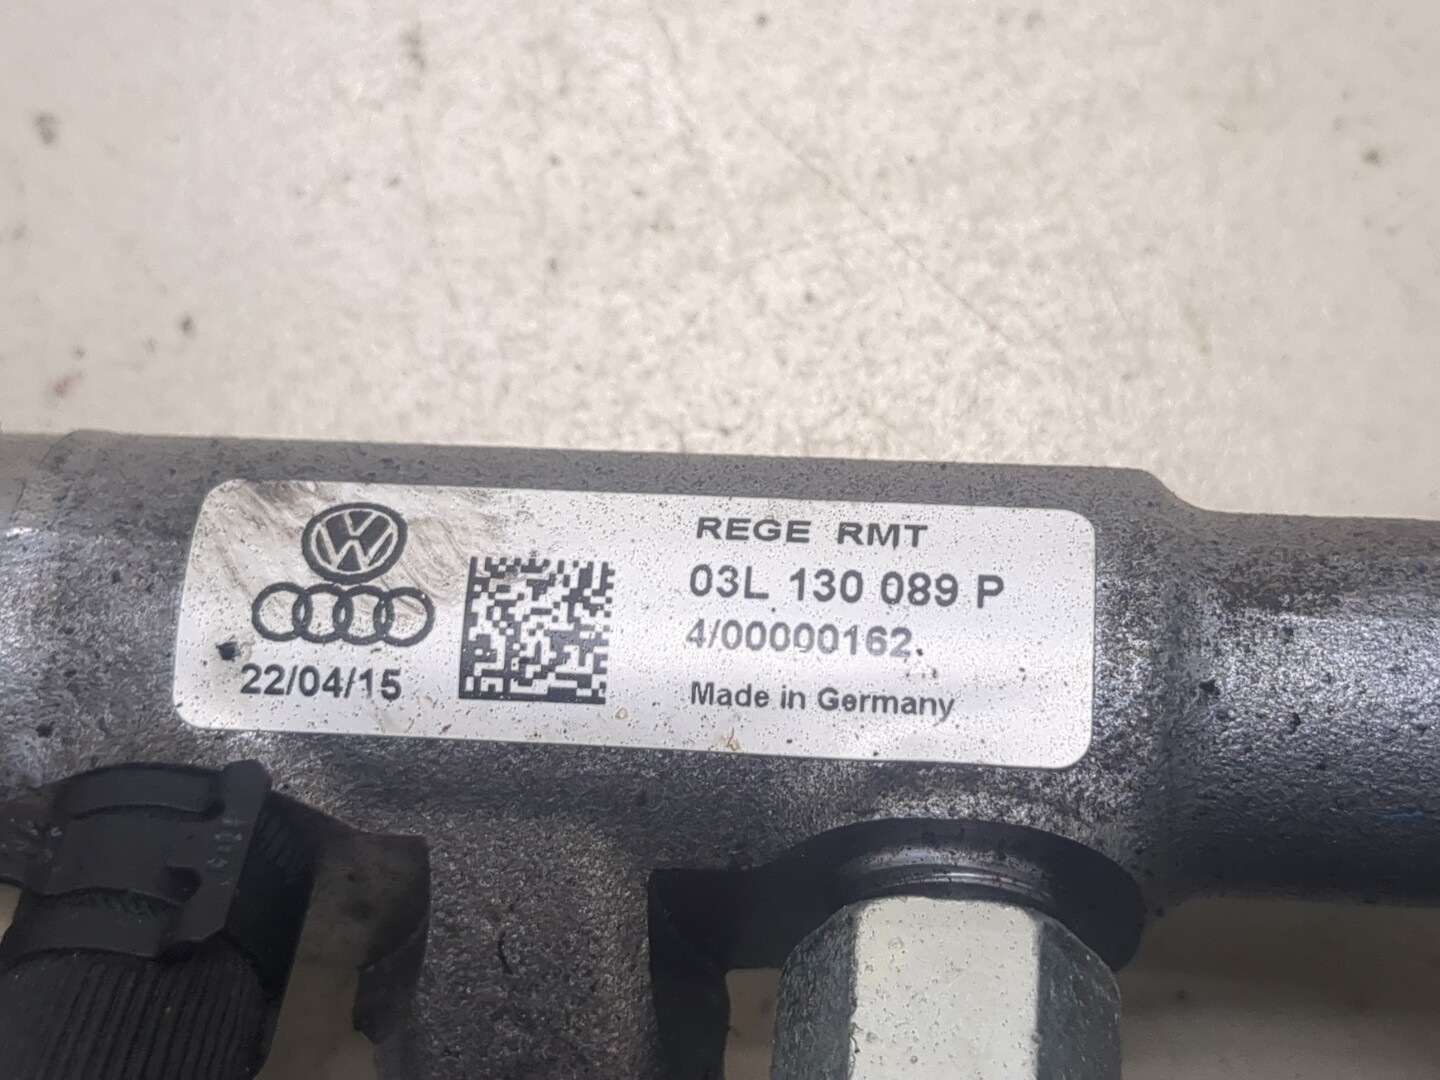 REGE RMT
03L 130 089 P
4/00000162
Made in Germany
22/04/15